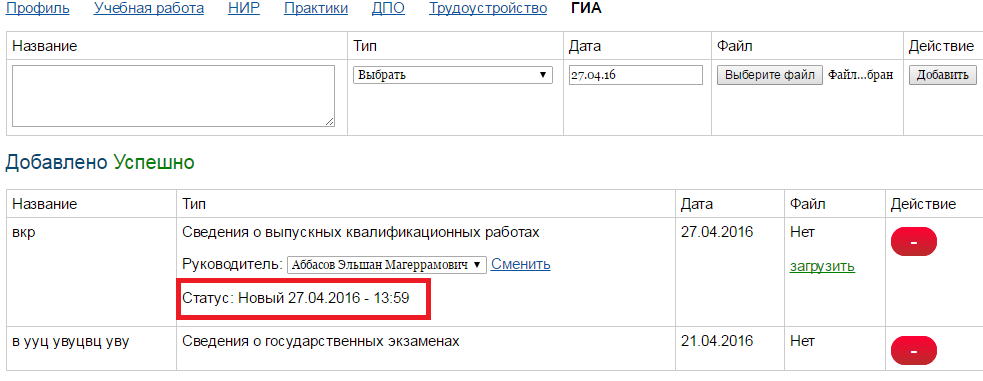 Профиль Учебная работа НИР Практики ДПО Трудоустройство ГИА
Название Тип Дата Файл Действие
Выбрать 27.04.16 Выберите файл Файл...бран Добавить
Добавлено Успешно
Название Тип Дата Файл Действие
вкр Сведения о выпускных квалификационных работах 27.04.2016 Нет -
Руководитель: Аббасов Эльшан Магеррамович Сменить загрузить
Статус: Новый 27.04.2016 - 13:59
в ууц увуцвц уву Сведения о государственных экзаменах 21.04.2016 Нет -